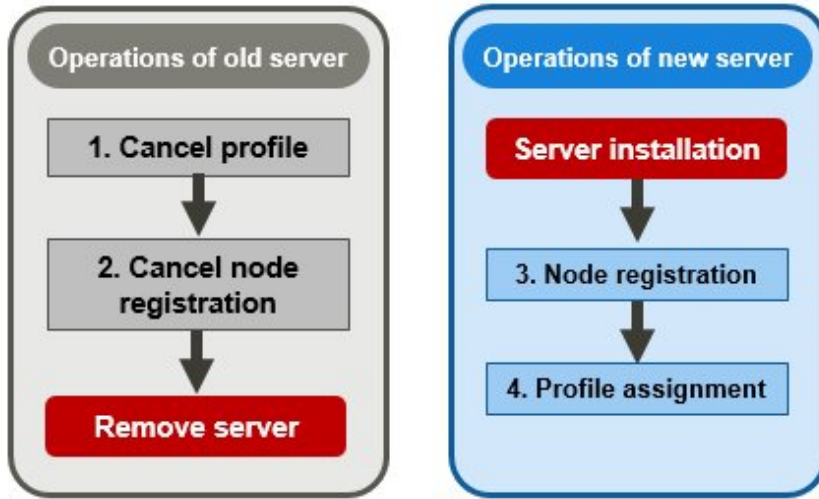 Operations of old server
1. Cancel profile
2. Cancel node
registration
Remove server
Operations of new server
Server installation
3. Node registration
4. Profile assignment